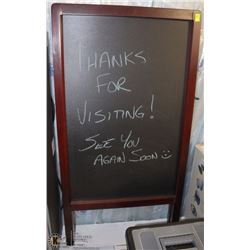 THANKS
FOR
VISITING!
SEE YOU
AGAIN SOON ☺